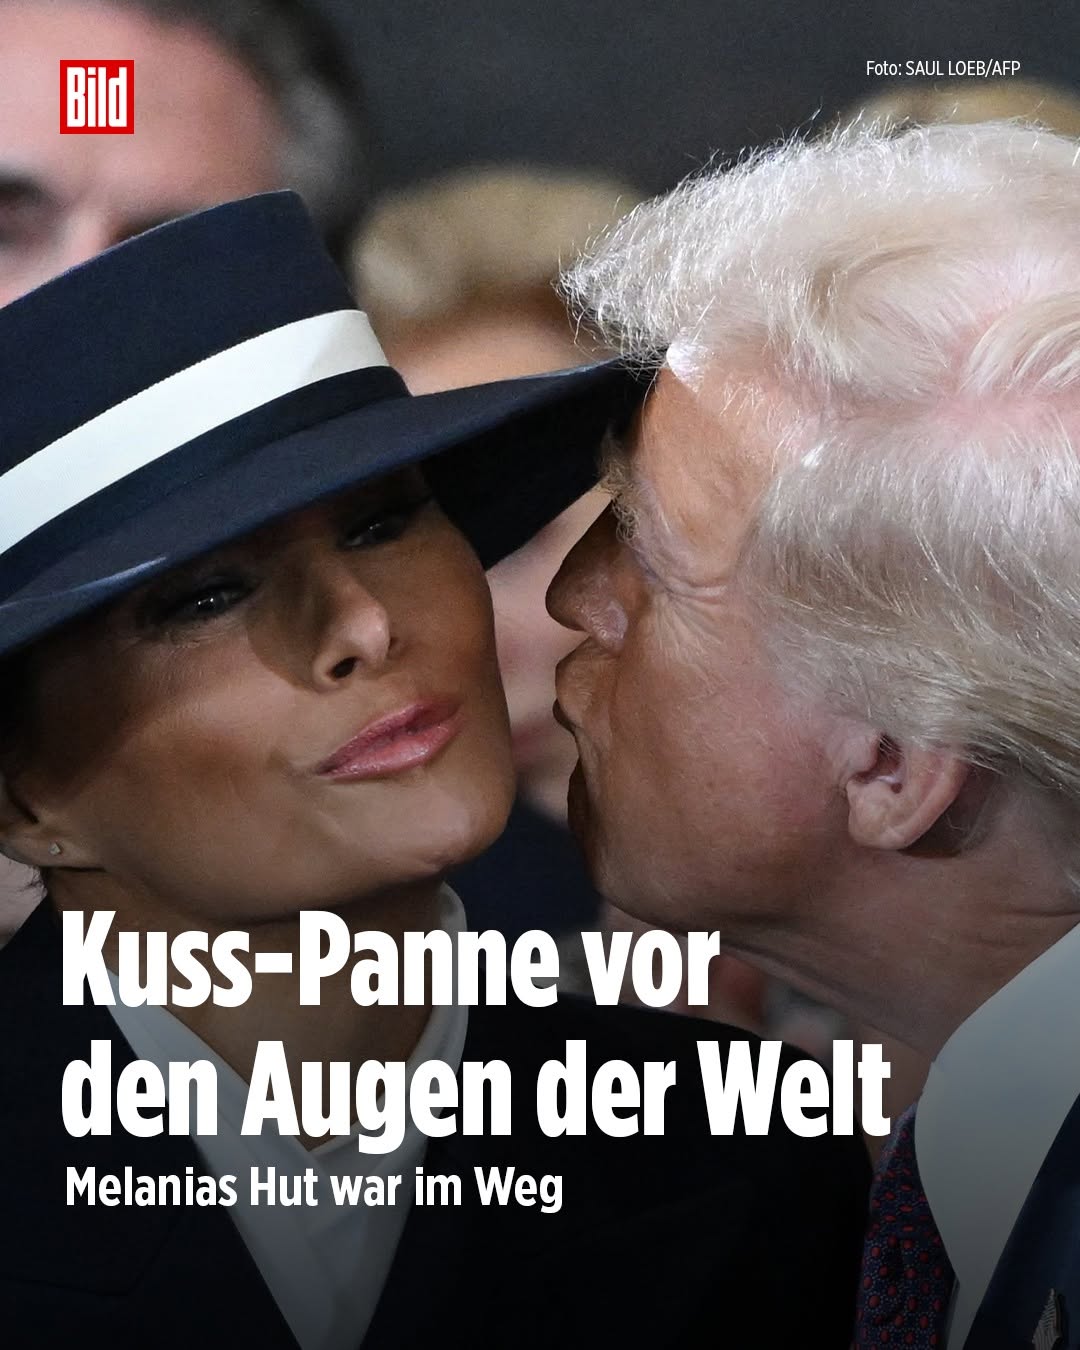 Bild
Foto: SAUL LOEB/AFP
Kuss-Panne vor
den Augen der Welt
Melanias Hut war im Weg